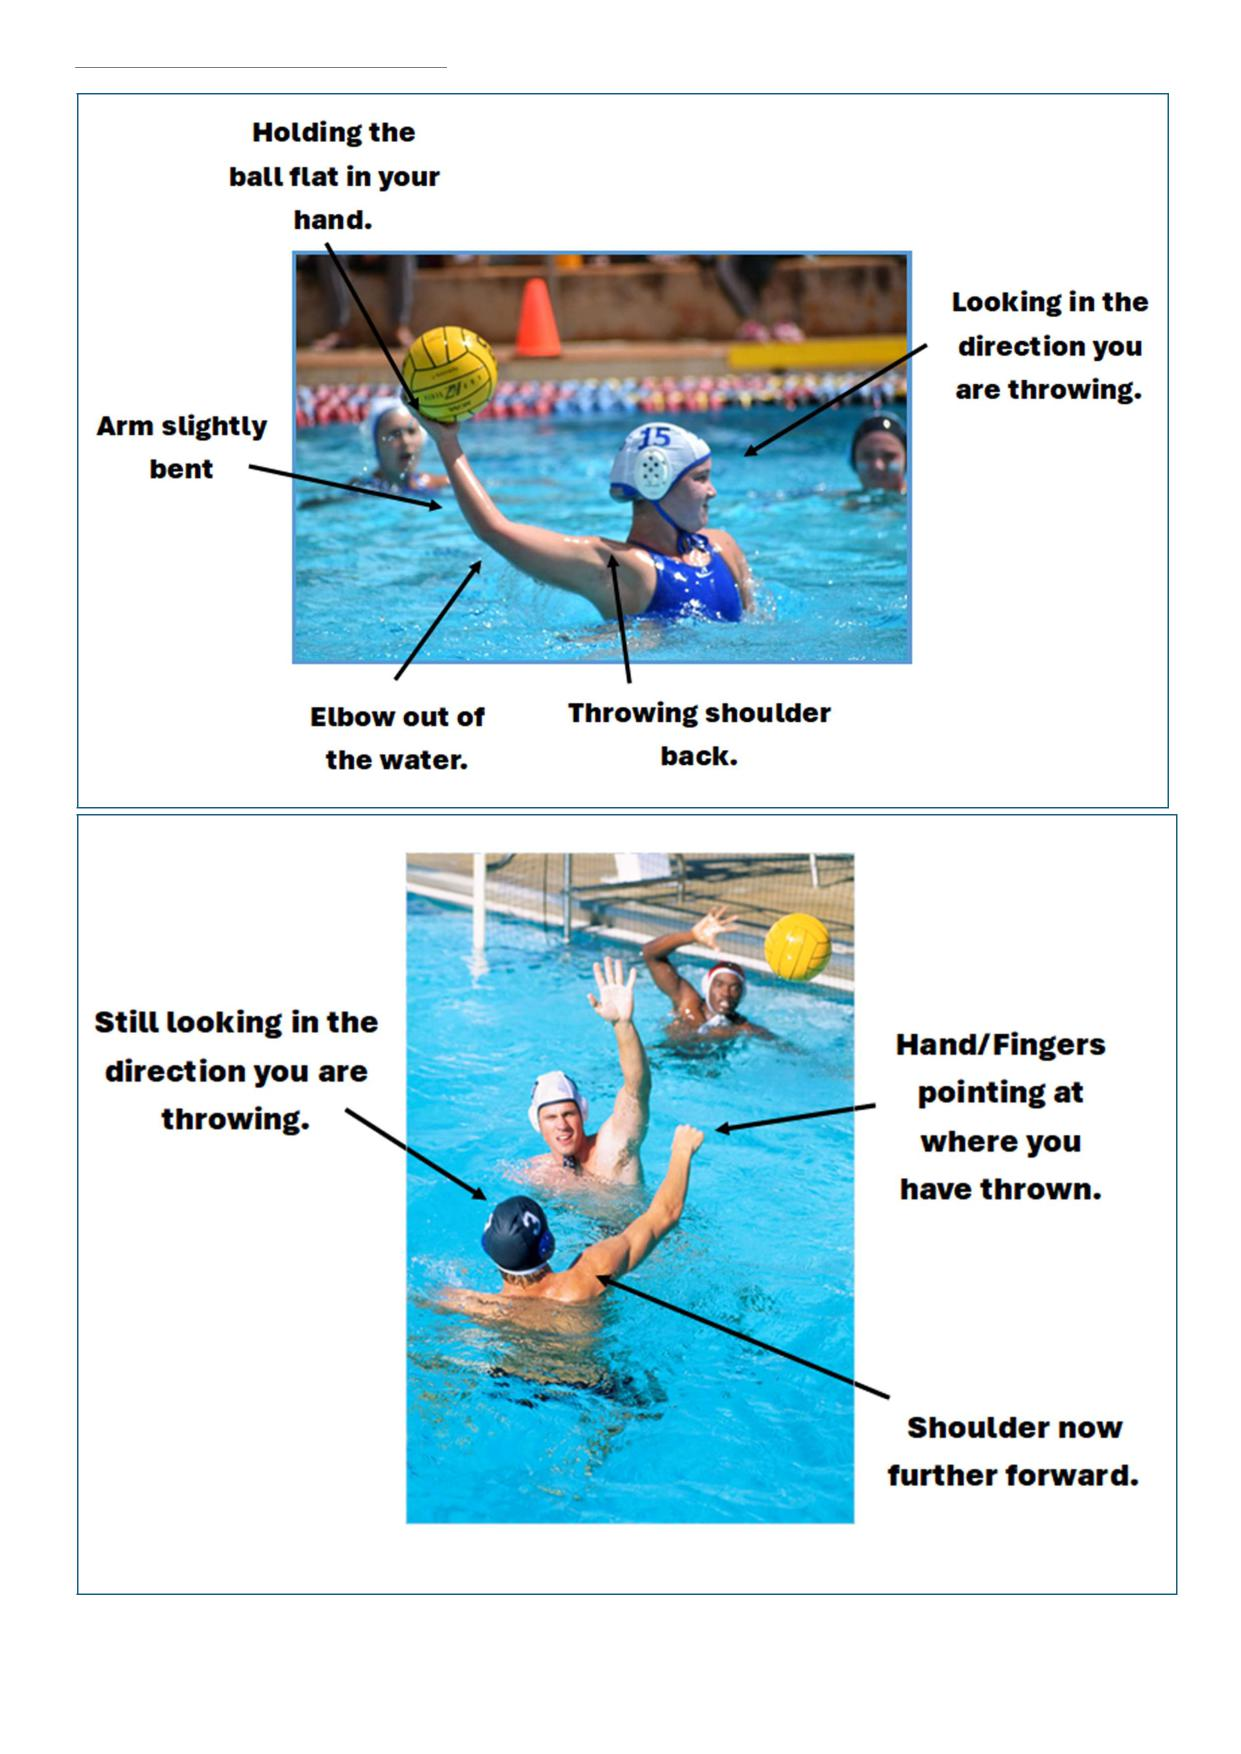 Holding the
ball flat in your
hand.
Looking in the
direction you
are throwing.
Arm slightly
bent
15
Elbow out of
the water.
Throwing shoulder
back.
Still looking in the
direction you are
throwing.
Hand/Fingers
pointing at
where you
have thrown.
Shoulder now
further forward.